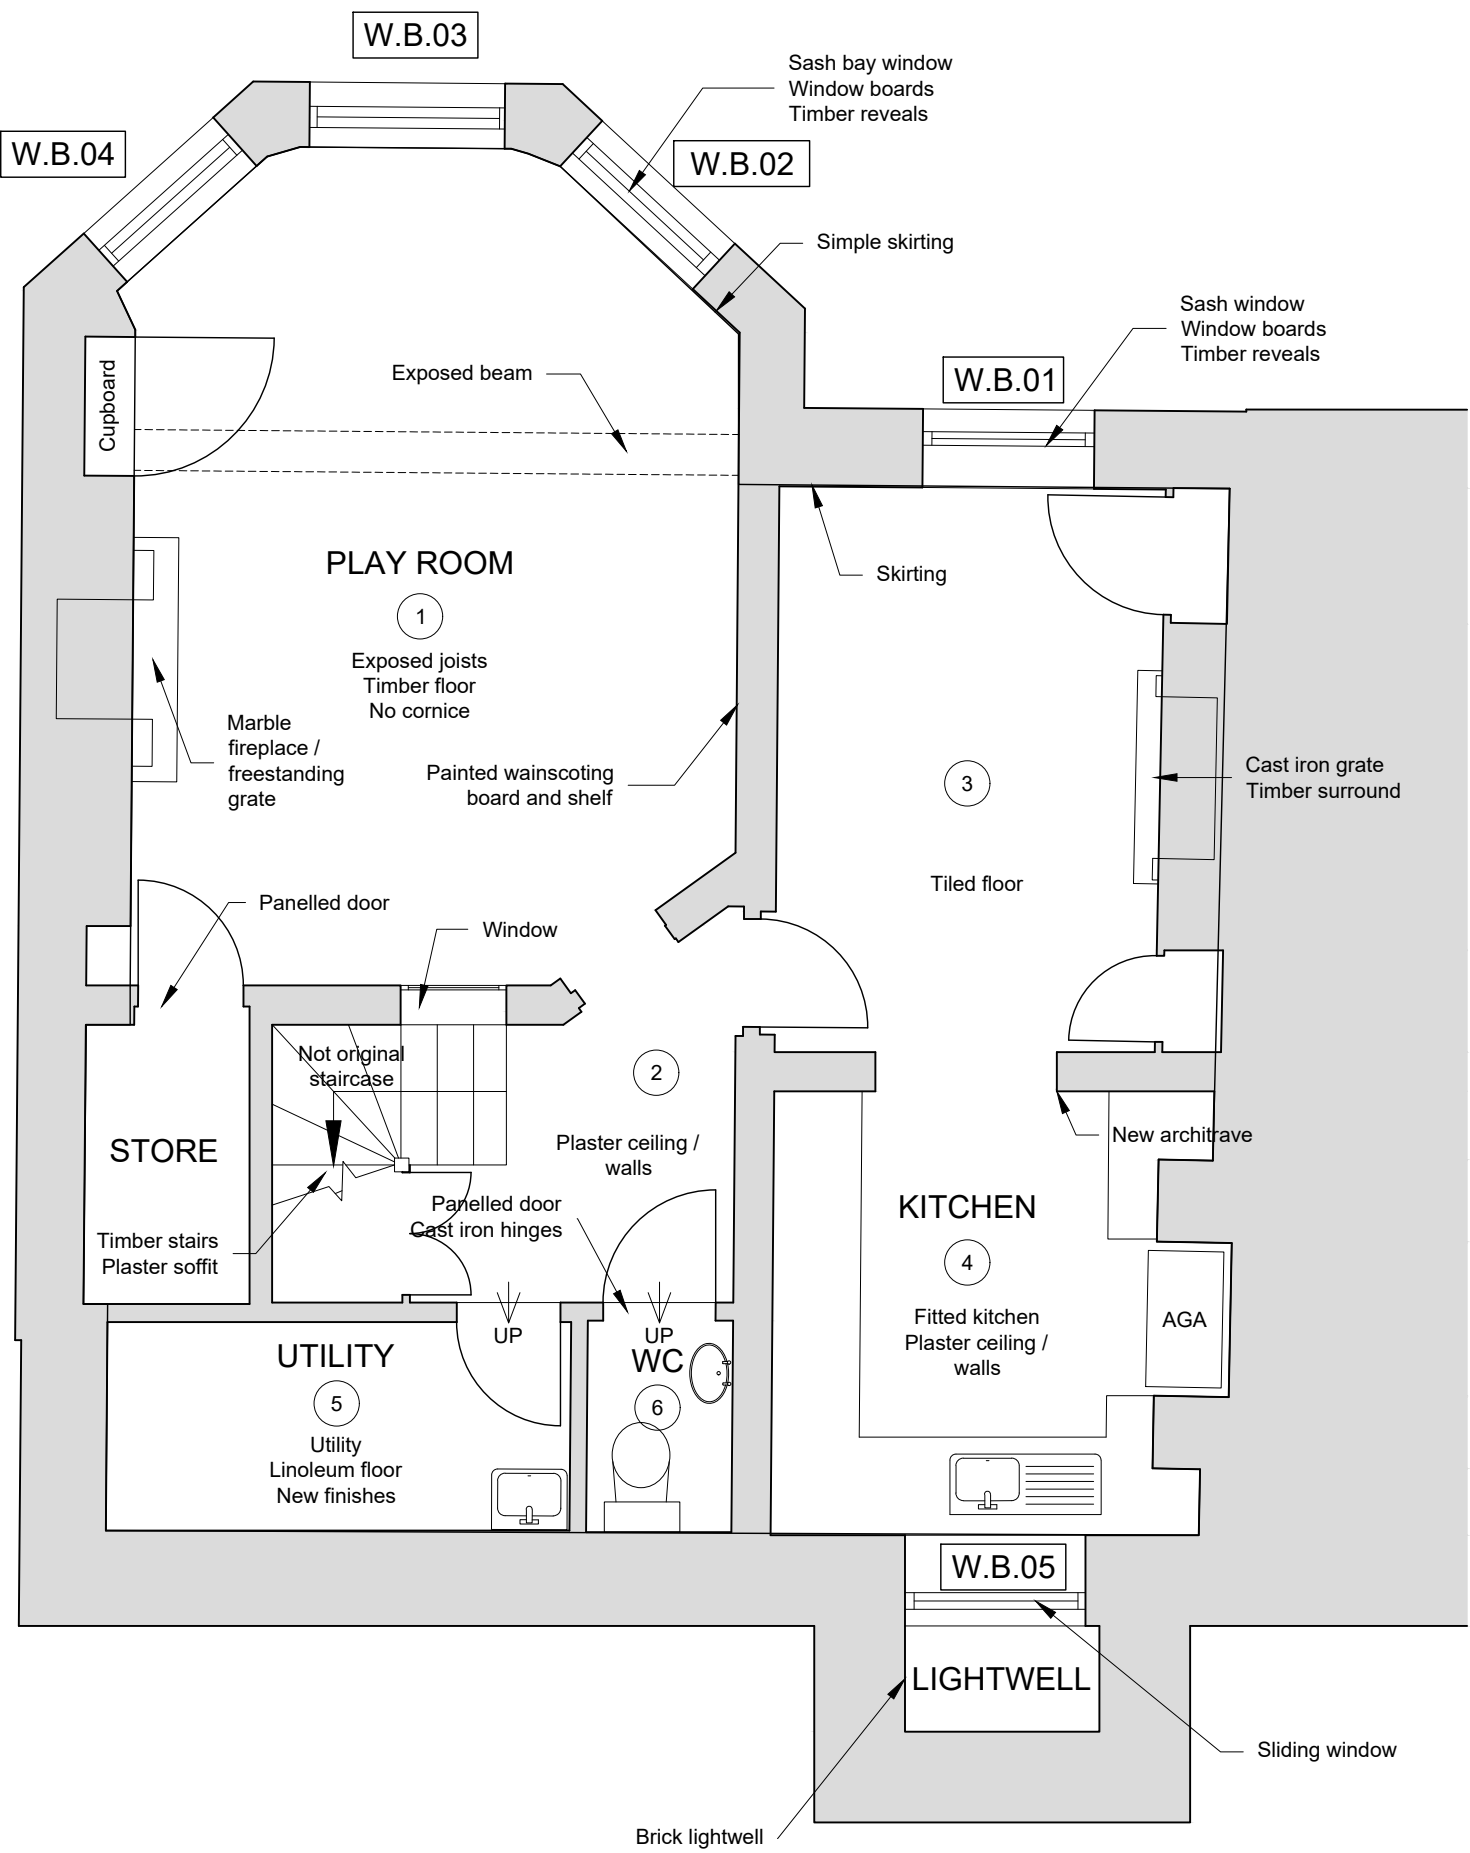 W.B.03
Sash bay window
Window boards
Timber reveals
W.B.04
W.B.02
Simple skirting
Sash window
Window boards
Timber reveals
W.B.01
Exposed beam
Cupboard
PLAY ROOM
1
Exposed joists
Timber floor
No cornice
Skirting
Marble
fireplace /
freestanding
grate
Painted wainscoting
board and shelf
3
Cast iron grate
Timber surround
Tiled floor
Panelled door
Window
Not original
staircase
2
Plaster ceiling /
walls
New architrave
STORE
Panelled door
Cast iron hinges
KITCHEN
4
Fitted kitchen
Plaster ceiling /
walls
AGA
Timber stairs
Plaster soffit
UP
UP
UTILITY
5
Utility
Linoleum floor
New finishes
WC
6
W.B.05
LIGHTWELL
Sliding window
Brick lightwell